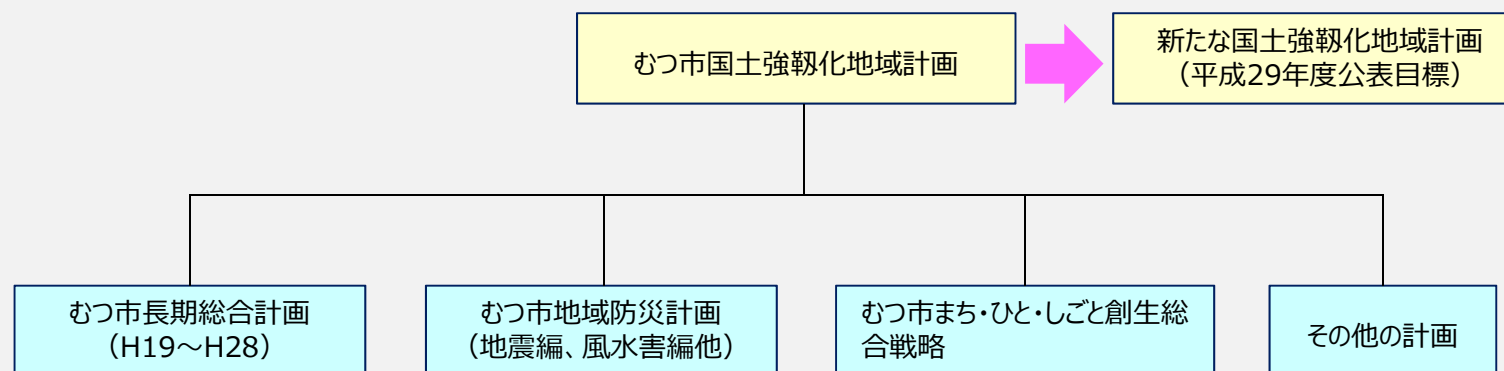 むつ市国土強靱化地域計画
新たな国土強靱化地域計画
（平成29年度公表目標）
むつ市長期総合計画
（H19～H28）
むつ市地域防災計画
（地震編、風水害編他）
むつ市まち・ひと・しごと創生総
合戦略
その他の計画